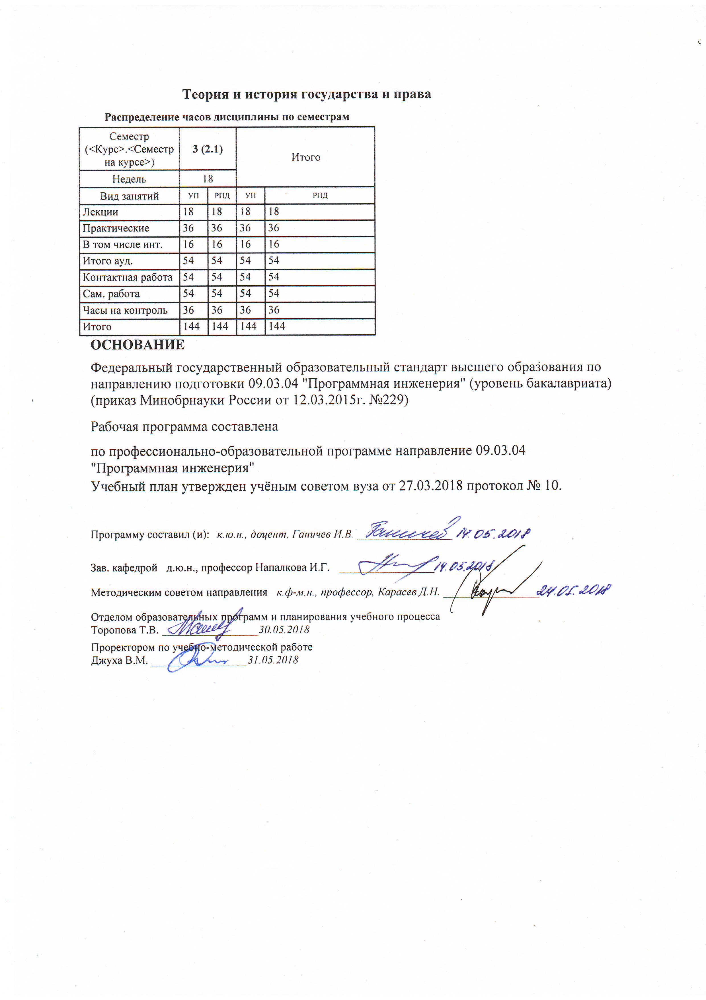 с
Теория и история государства и права
Распределение часов дисциплины по семестрам
Семестр (<Курс>.<Семестр на курсе>) 3 (2.1) Итого
Недель 18
Вид занятий УП РПД УП РПД
Лекции 18 18 18 18
Практические 36 36 36 36
В том числе инт. 16 16 16 16
Итого ауд. 54 54 54 54
Контактная работа 54 54 54 54
Сам. работа 54 54 54 54
Часы на контроль 36 36 36 36
Итого 144 144 144 144
ОСНОВАНИЕ
Федеральный государственный образовательный стандарт высшего образования по
направлению подготовки 09.03.04 "Программная инженерия" (уровень бакалавриата)
(приказ Минобрнауки России от 12.03.2015г. №229)
Рабочая программа составлена
по профессионально-образовательной программе направление 09.03.04
"Программная инженерия"
Учебный план утвержден учёным советом вуза от 27.03.2018 протокол № 10.
Программу составил (и): к.ю.н., доцент, Ганичев И.В. Ганичев 14.05.2018
Зав. кафедрой д.ю.н., профессор Напалкова И.Г. 14.05.2018
Методическим советом направления к.ф-м.н., профессор, Карасев Д.Н. 24.05.2018
Отделом образовательных программ и планирования учебного процесса
Торопова Т.В. 30.05.2018
Проректором по учебно-методической работе
Джуха В.М. 31.05.2018